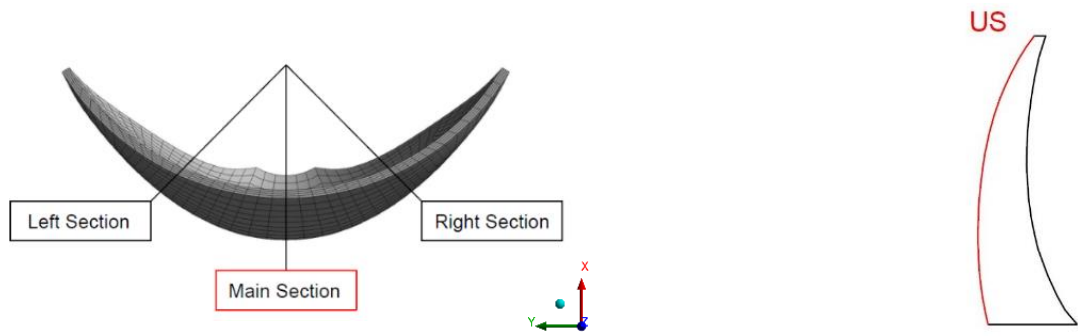 US
Left Section
Right Section
Main Section
X
Y
Z